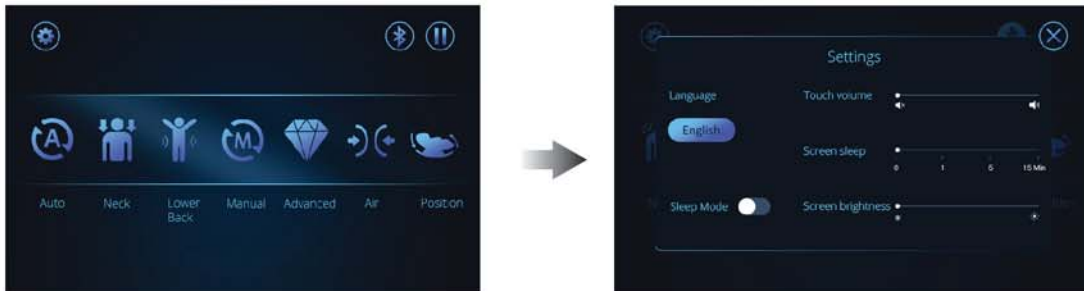 A
M
Auto
Neck
Lower
Back
Manual
Advanced
Air
Position
Settings
Language
Touch volume
English
Screen sleep
0 1 5 15 Min
Sleep Mode
Screen brightness